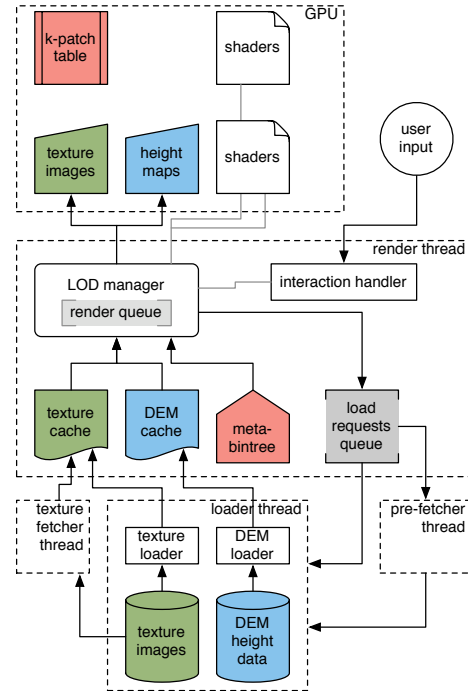 GPU
k-patch
table
shaders
texture
images
height
maps
shaders
user
input
render thread
LOD manager
render queue
interaction handler
texture
cache
DEM
cache
meta-
bintree
load
requests
queue
texture
fetcher
thread
loader thread
pre-fetcher
thread
texture
loader
DEM
loader
texture
images
DEM
height
data